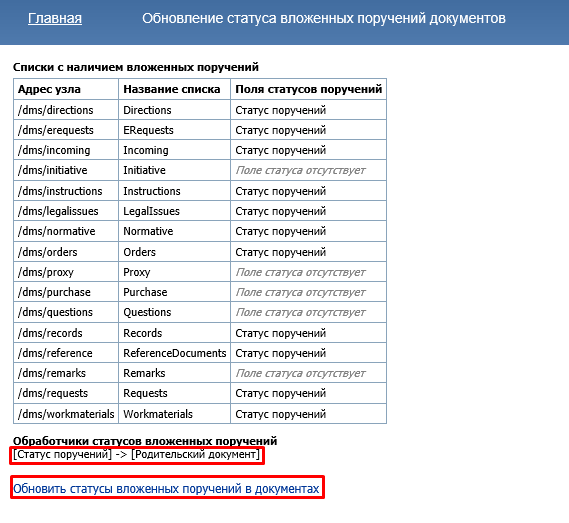 Главная Обновление статуса вложенных поручений документов
Списки с наличием вложенных поручений
Адрес узла Название списка Поля статусов поручений
/dms/directions Directions Статус поручений
/dms/erequests ERequests Статус поручений
/dms/incoming Incoming Статус поручений
/dms/initiative Initiative Поле статуса отсутствует
/dms/instructions Instructions Статус поручений
/dms/legalissues LegalIssues Статус поручений
/dms/normative Normative Статус поручений
/dms/orders Orders Статус поручений
/dms/proxy Proxy Поле статуса отсутствует
/dms/purchase Purchase Поле статуса отсутствует
/dms/questions Questions Поле статуса отсутствует
/dms/records Records Статус поручений
/dms/reference ReferenceDocuments Статус поручений
/dms/remarks Remarks Поле статуса отсутствует
/dms/requests Requests Статус поручений
/dms/workmaterials Workmaterials Статус поручений
Обработчики статусов вложенных поручений
[Статус поручений] -> [Родительский документ]
Обновить статусы вложенных поручений в документах